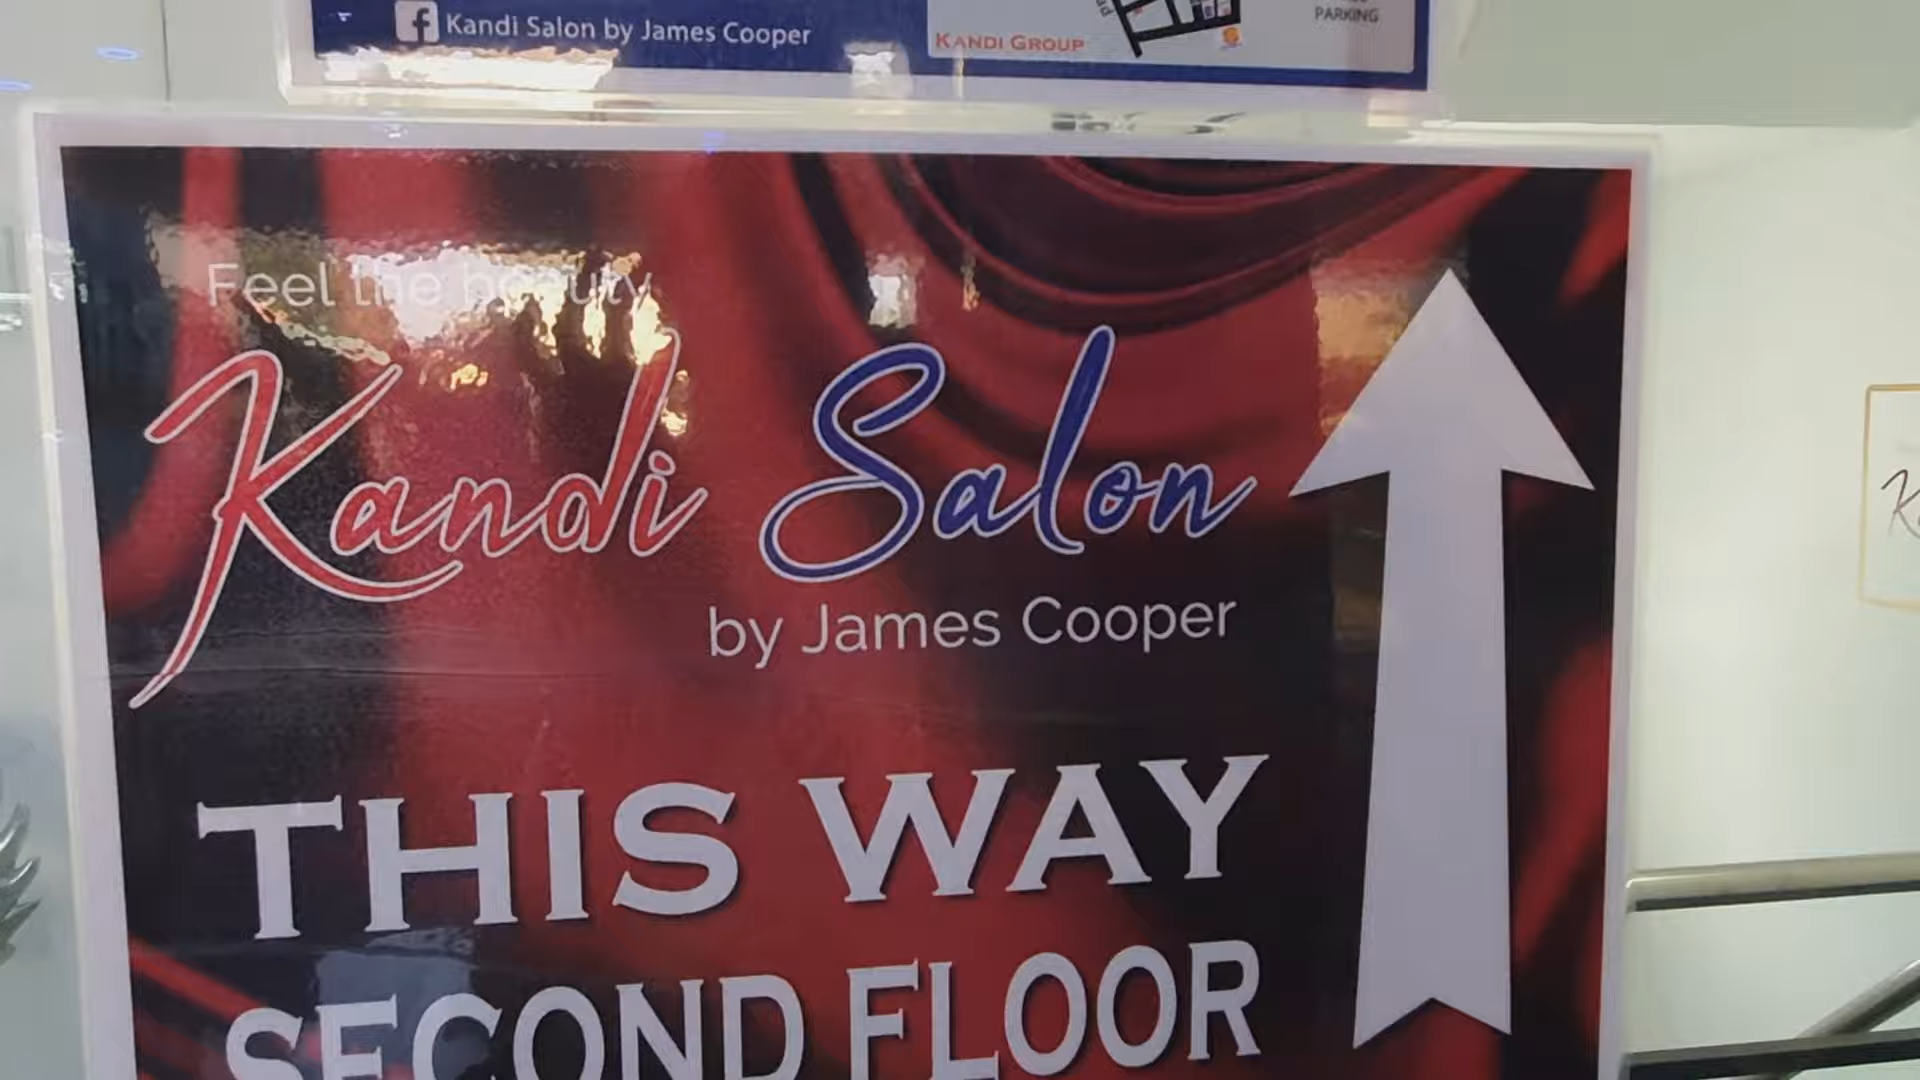 Kandi Salon by James Cooper
KANDI GROUP
PARKING
Feel the beauty
Kandi Salon
by James Cooper
THIS WAY
SECOND FLOOR